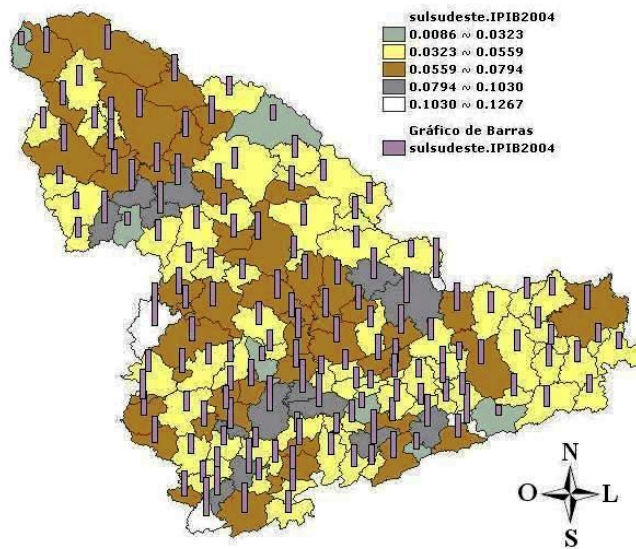 sulsudeste.IPIB2004
0.0086 ~ 0.0323
0.0323 ~ 0.0559
0.0559 ~ 0.0794
0.0794 ~ 0.1030
0.1030 ~ 0.1267
Gráfico de Barras
sulsudeste.IPIB2004
N
O L
S